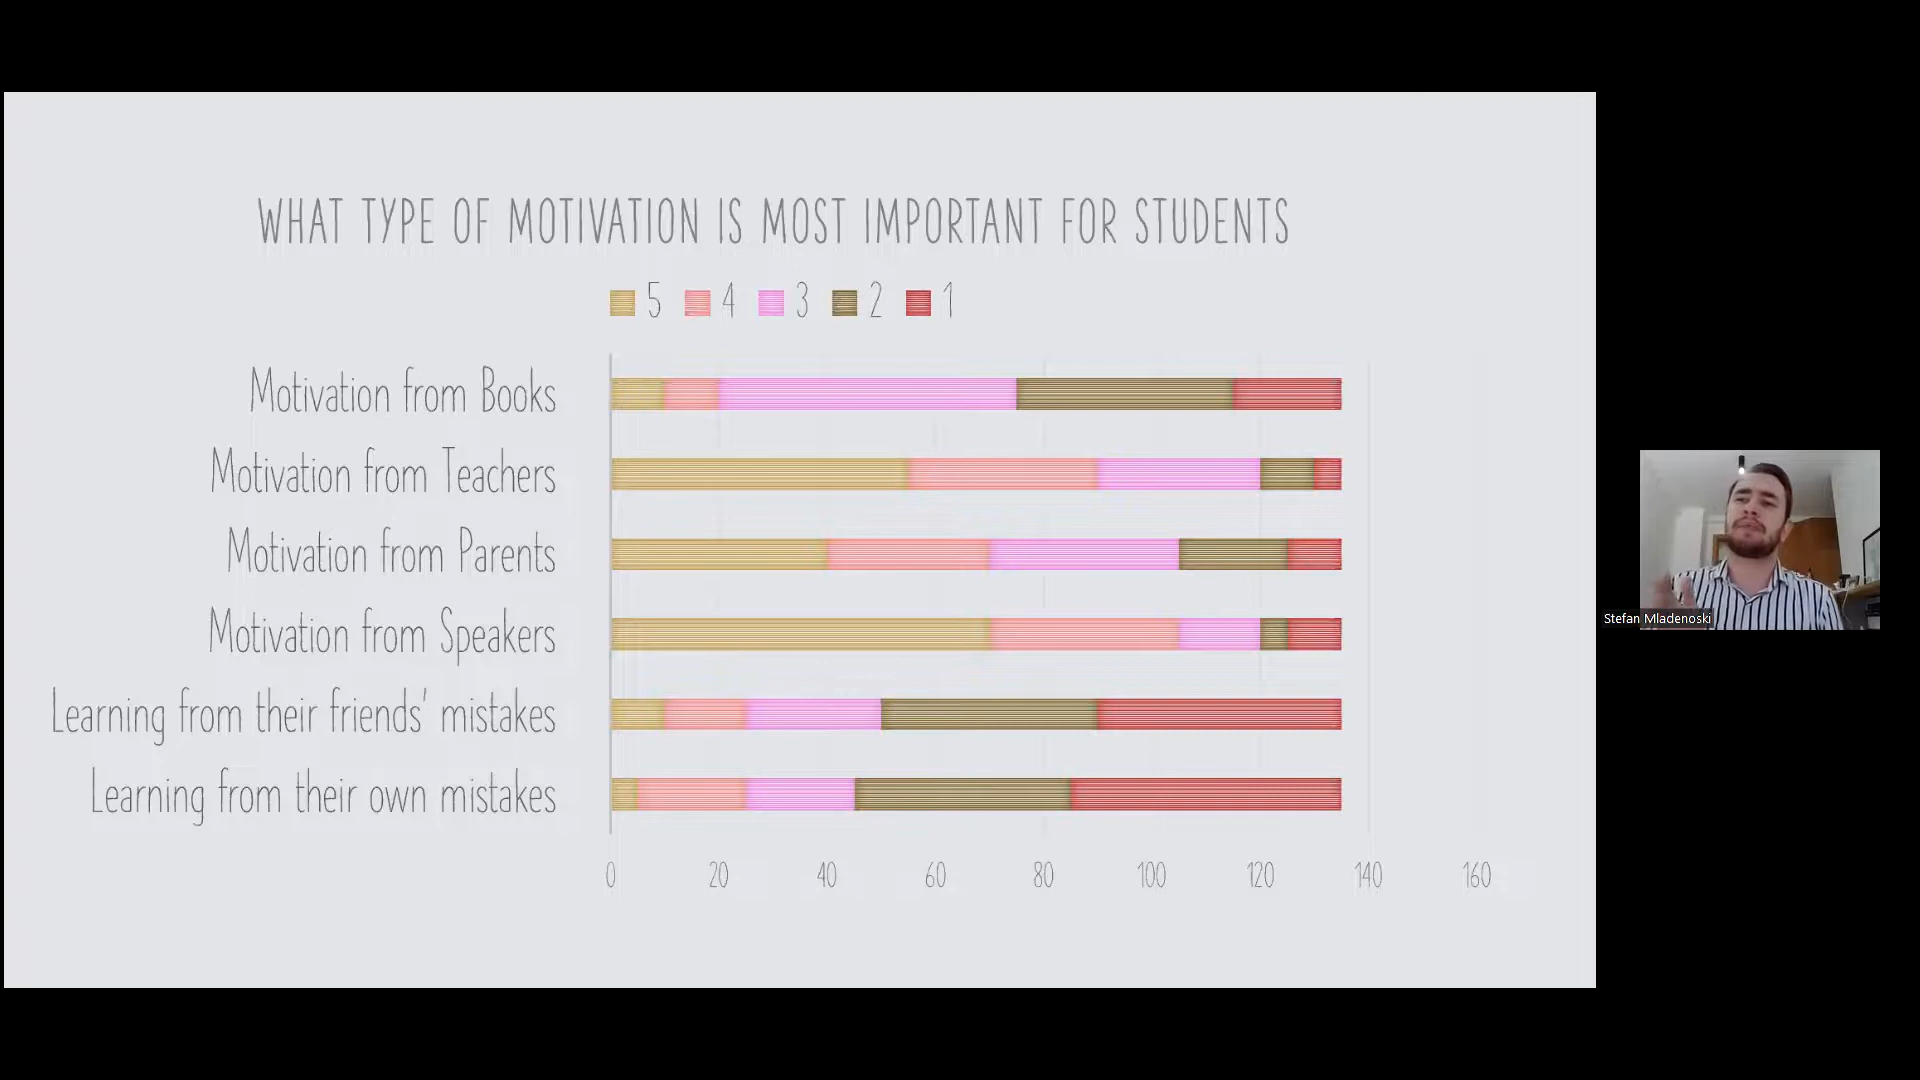 WHAT TYPE OF MOTIVATION IS MOST IMPORTANT FOR STUDENTS
5 4 3 2 1
Motivation from Books
Motivation from Teachers
Motivation from Parents
Motivation from Speakers
Learning from their friends' mistakes
Learning from their own mistakes
0 20 40 60 80 100 120 140 160
Stefan Mladenoski